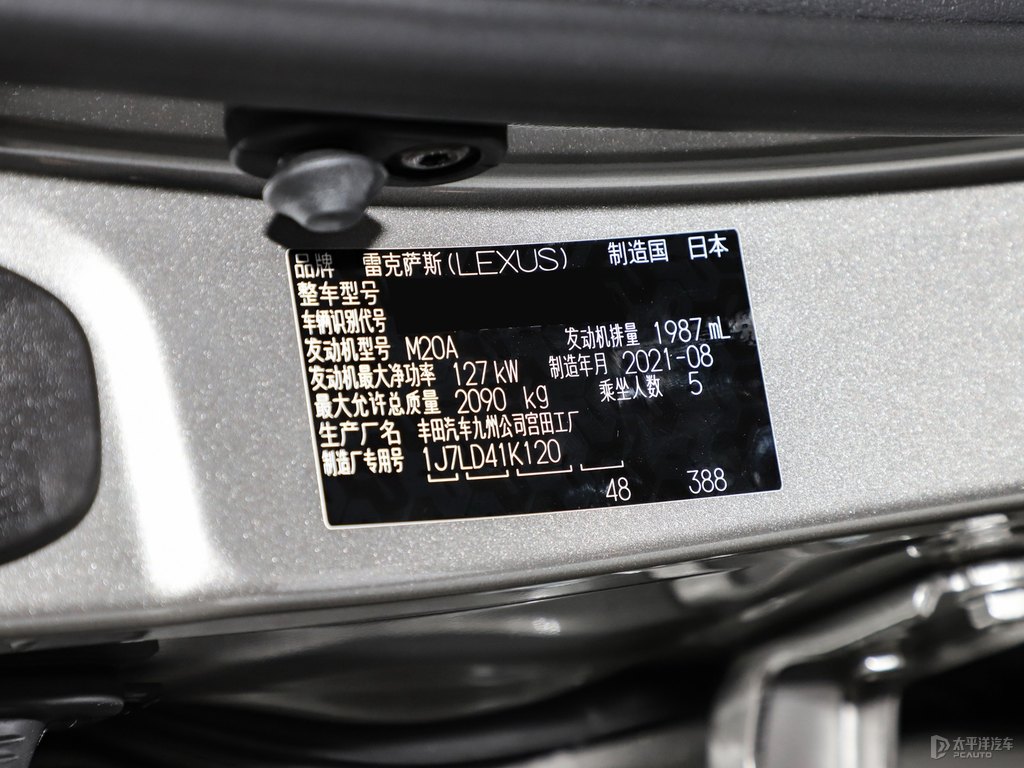 品牌 雷克萨斯(LEXUS) 制造国 日本
整车型号
车辆识别代号
发动机型号 M20A 发动机排量 1987 mL
发动机最大净功率 127 kW 制造年月 2021-08
最大允许总质量 2090 kg 乘坐人数 5
生产厂名 丰田汽车九州公司宫田工厂
制造厂专用号 1J7LD41K120
48 388
太平洋汽车
PCAUTO